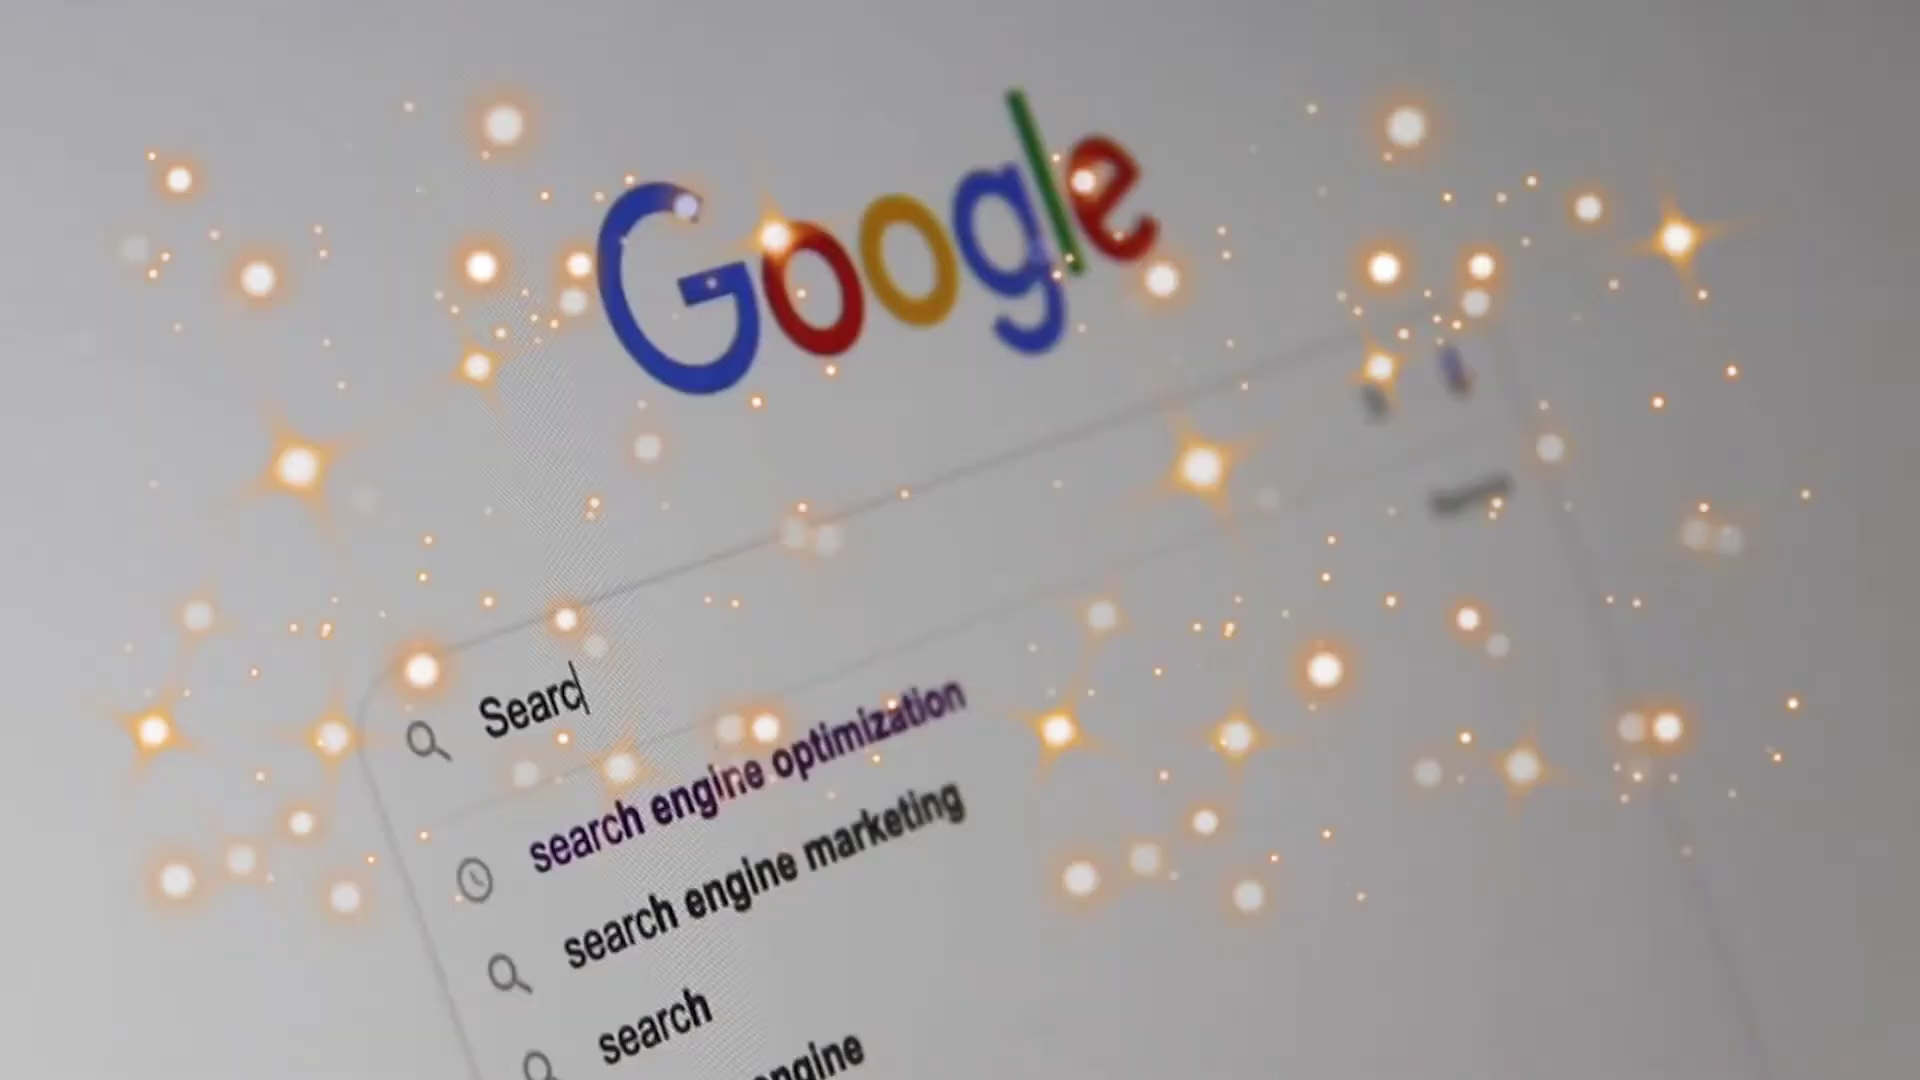 Google
Searc
search engine optimization
search engine marketing
search
engine